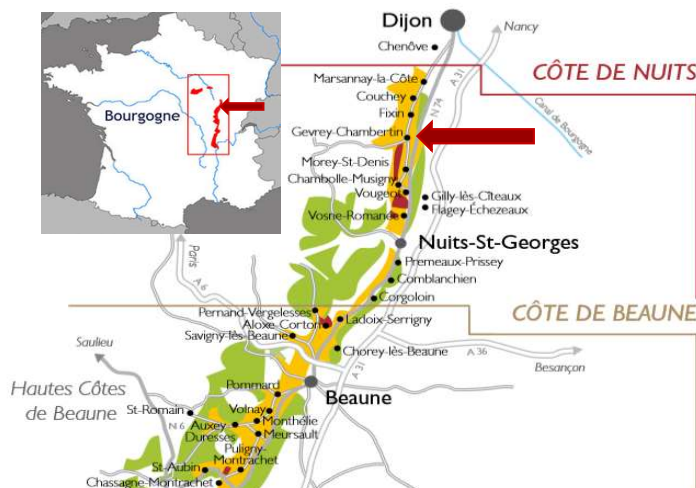 Dijon
Nancy
Chenôve
A 31
CÔTE DE NUITS
Marsannay-la-Côte
Couchey
N 74
Canal de Bourgogne
Bourgogne
Fixin
Gevrey-Chambertin
Morey-St-Denis
Chambolle-Musigny
Vougeot
Gilly-lès-Cîteaux
Flagey-Échezeaux
Vosne-Romanée
Nuits-St-Georges
Paris
A 6
Premeaux-Prissey
Comblanchien
Corgoloin
CÔTE DE BEAUNE
Pernand-Vergelesses
Aloxe-Corton
Ladoix-Serrigny
Savigny-lès Beaune
Chorey-lès-Beaune
A 36
Besançon
A 31
Saulieu
Hautes Côtes
de Beaune
Pommard
Beaune
St-Romain
Volnay
N 6
Auxey
Duresses
Monthélie
Meursault
Puligny-
Montrachet
St-Aubin
Chassagne-Montrachet